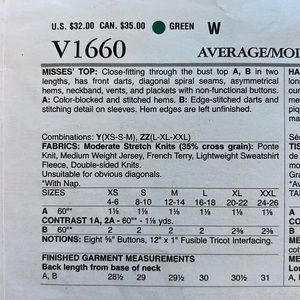 U.S. $32.00 CAN. $35.00 GREEN W
V1660 AVERAGE/MO
MISSES' TOP: Close-fitting through the bust top A, B in two
lengths, has front darts, diagonal spiral seams, asymmetrical
hems, neckband, vents, and plackets with non-functional buttons.
A: Color-blocked and stitched hems. B: Edge-stitched darts and
stitching detail on sleeves. Hem edges are left unfinished.
Combinations: Y(XS-S-M), ZZ(L-XL-XXL)
FABRICS: Moderate Stretch Knits (35% cross grain): Ponte
Knit, Medium Weight Jersey, French Terry, Lightweight Sweatshirt
Fleece, Double-sided Knits.
Unsuitable for obvious diagonals.
*With Nap.
SIZES XS S M L XL XXL
4-6 8-10 12-14 16-18 20-22 24-26
A 60"* 1⅛ 1⅛ 1⅛ 1⅛ 1⅛ 1⅛
CONTRAST 1A, 2A - 60"* - 1⅛ yds.
B 60"* 2 2 2 2 2⅜ 2⅜
NOTIONS: Eight ⅝" Buttons, 12" x 1" Fusible Tricot Interfacing.
FINISHED GARMENT MEASUREMENTS
Back length from base of neck
A, B 28½ 29 29½ 30 30½ 31